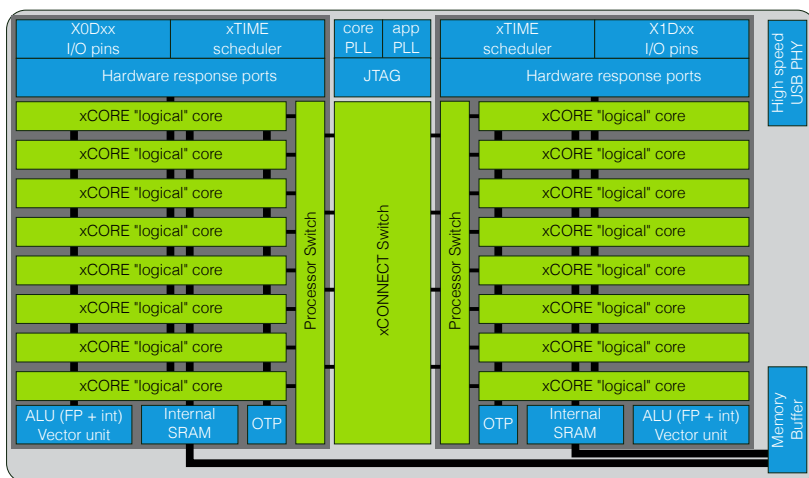 X0Dxx
I/O pins
xTIME
scheduler
Hardware response ports
core
PLL
app
PLL
JTAG
xTIME
scheduler
X1Dxx
I/O pins
Hardware response ports
High speed
USB PHY
xCORE "logical" core
xCORE "logical" core
xCORE "logical" core
xCORE "logical" core
xCORE "logical" core
xCORE "logical" core
xCORE "logical" core
xCORE "logical" core
Processor Switch
xCONNECT Switch
Processor Switch
xCORE "logical" core
xCORE "logical" core
xCORE "logical" core
xCORE "logical" core
xCORE "logical" core
xCORE "logical" core
xCORE "logical" core
xCORE "logical" core
ALU (FP + int)
Vector unit
Internal
SRAM
OTP
OTP
Internal
SRAM
ALU (FP + int)
Vector unit
Memory
Buffer